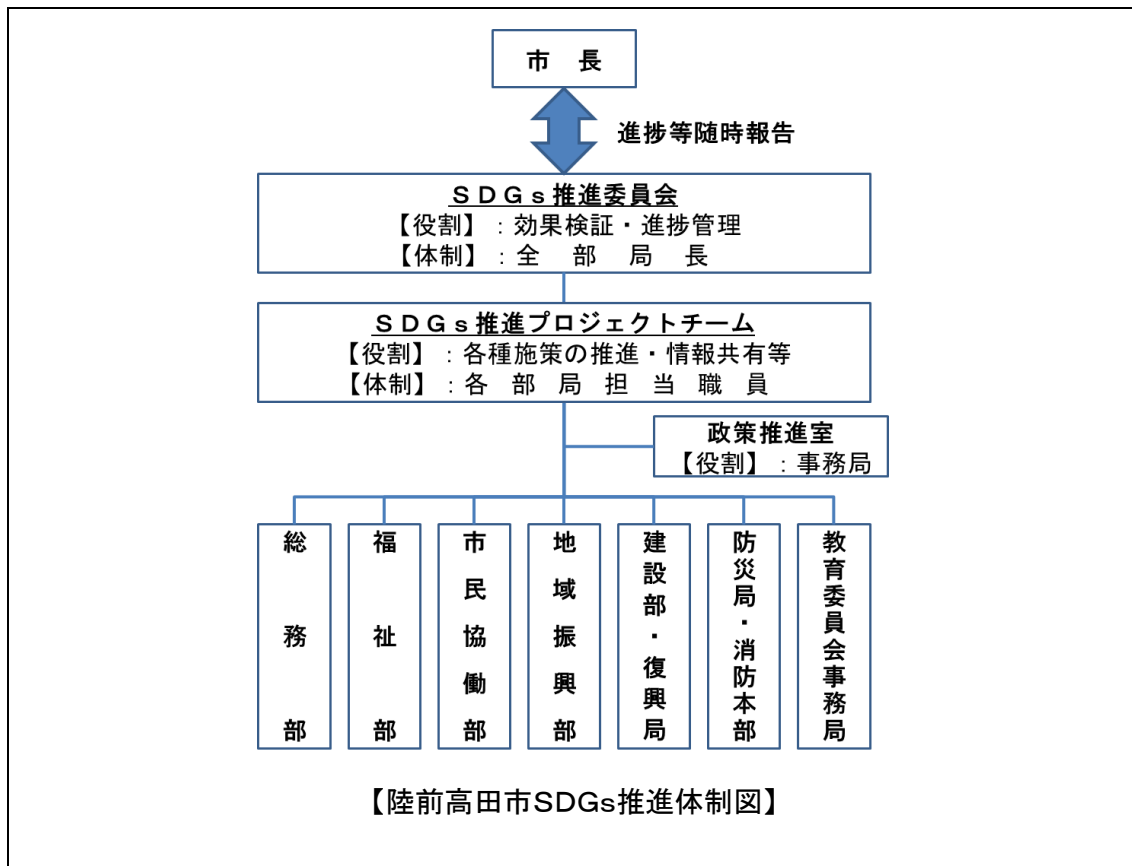 市　長
進捗等随時報告
ＳＤＧｓ推進委員会
【役割】：効果検証・進捗管理
【体制】：全　部　局　長
ＳＤＧｓ推進プロジェクトチーム
【役割】：各種施策の推進・情報共有等
【体制】：各　部　局　担　当　職　員
政策推進室
【役割】：事務局
総務部
福祉部
市民協働部
地域振興部
建設部・復興局
防災局・消防本部
教育委員会事務局
【陸前高田市SDGs推進体制図】